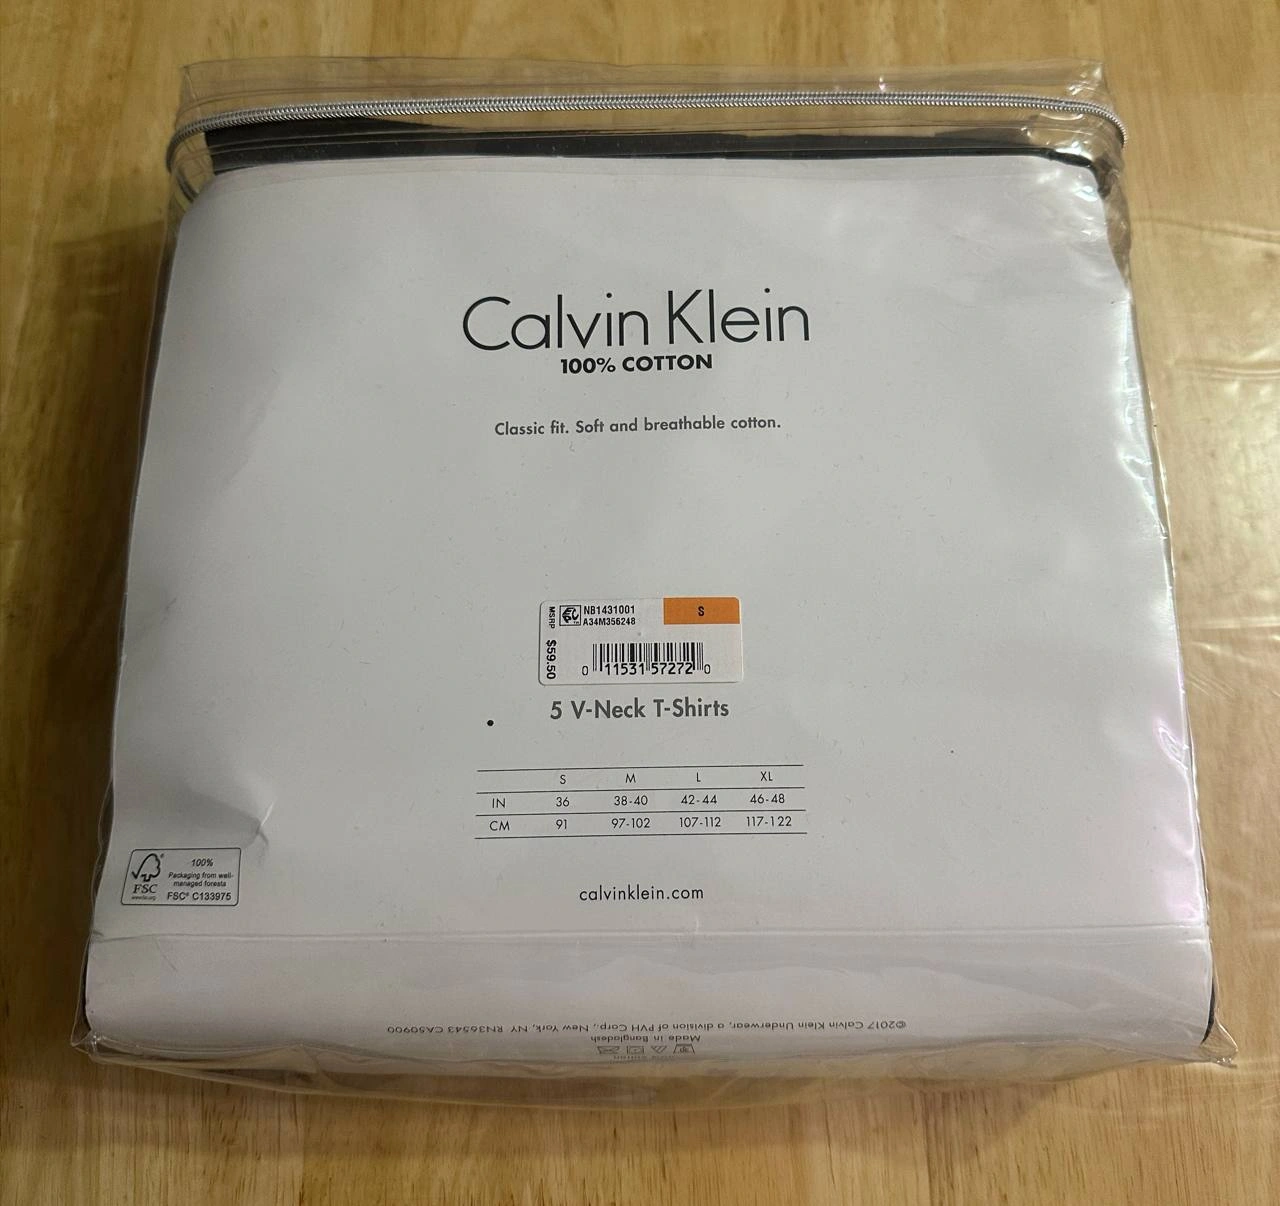 Calvin Klein
100% COTTON
Classic fit. Soft and breathable cotton.
MSRP $59.50
NB1431001
A34M356248
S
0 11531 57272 0
5 V-Neck T-Shirts
S M L XL
IN 36 38-40 42-44 46-48
CM 91 97-102 107-112 117-122
FSC®
www.fsc.org
100%
Packaging from well-
managed forests
FSC® C133975
calvinklein.com
©2017 Calvin Klein Underwear, a division of PVH Corp., New York, NY RN36543 CA50900
Made in Bangladesh